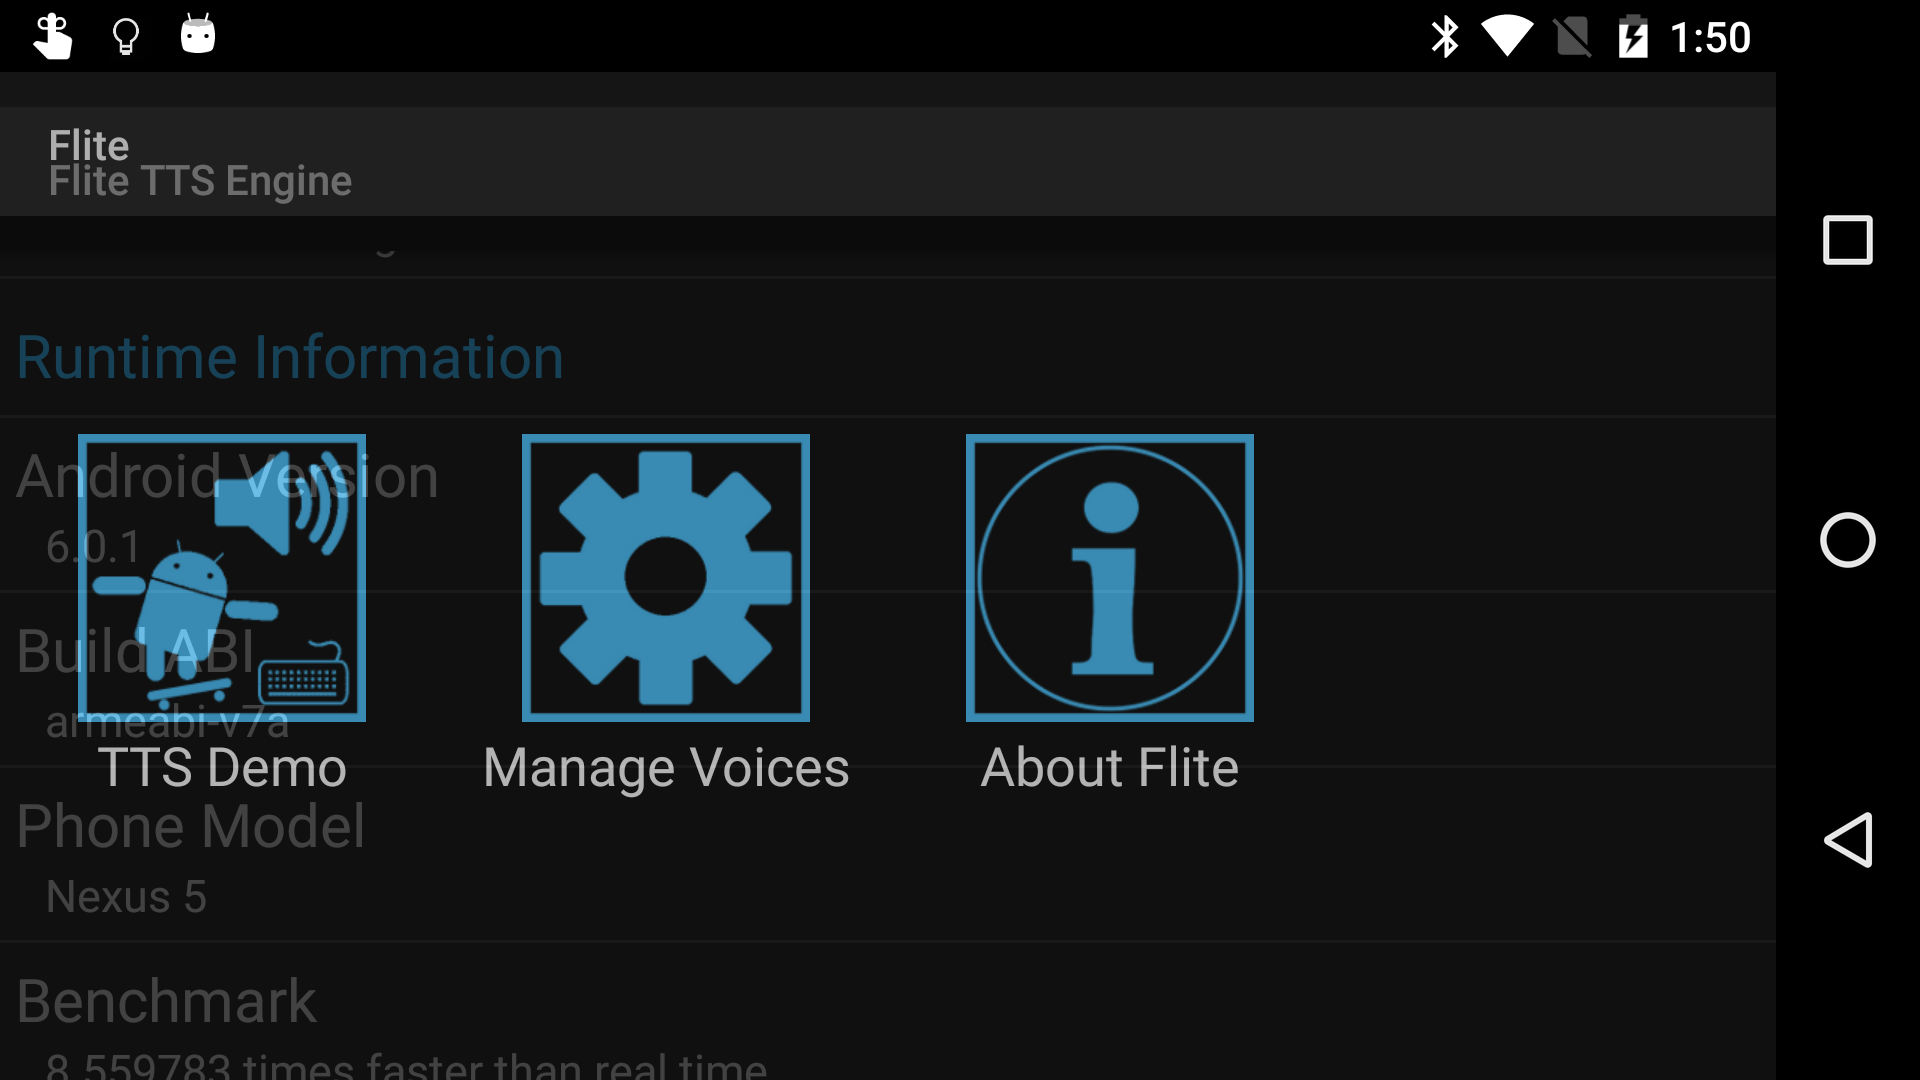 1:50
Flite
Flite TTS Engine
Runtime Information
Android Version
6.0.1
Build ABI
armeabi-v7a
TTS Demo
Manage Voices
About Flite
Phone Model
Nexus 5
Benchmark
8.559783 times faster than real time